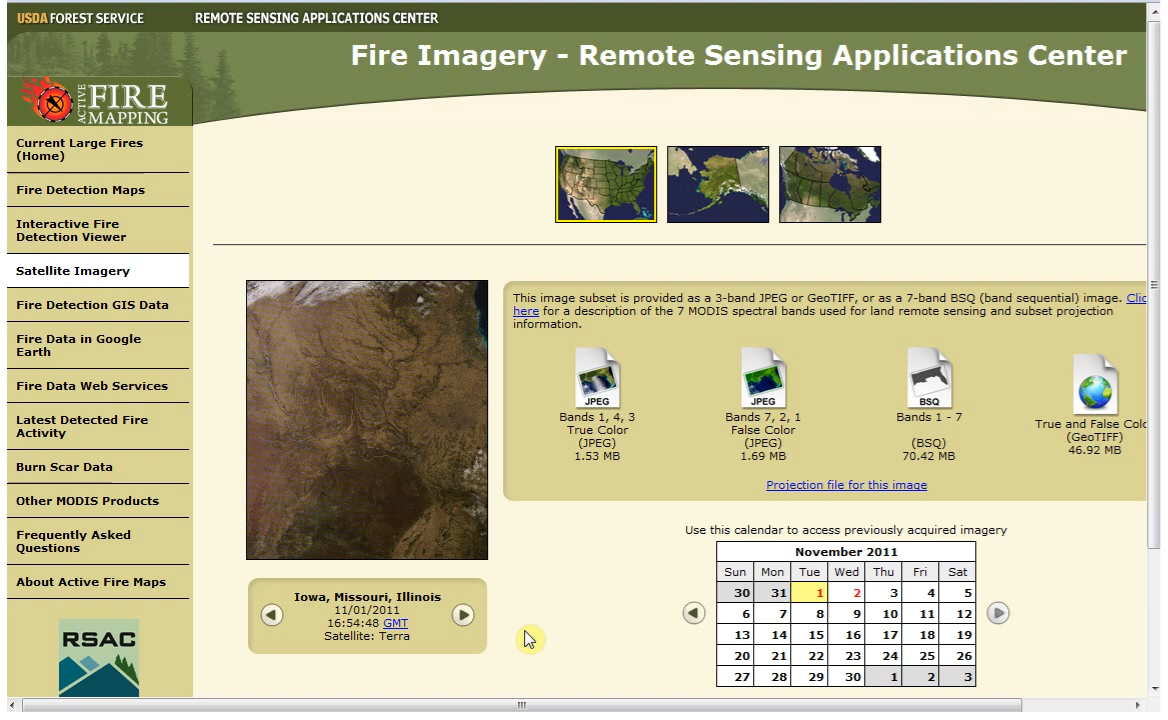 USDA FOREST SERVICE
REMOTE SENSING APPLICATIONS CENTER
Fire Imagery - Remote Sensing Applications Center
ACTIVE FIRE MAPPING
Current Large Fires
(Home)
Fire Detection Maps
Interactive Fire
Detection Viewer
Satellite Imagery
Fire Detection GIS Data
Fire Data in Google
Earth
Fire Data Web Services
Latest Detected Fire
Activity
Burn Scar Data
Other MODIS Products
Frequently Asked
Questions
About Active Fire Maps
RSAC
Iowa, Missouri, Illinois
11/01/2011
16:54:48 GMT
Satellite: Terra
This image subset is provided as a 3-band JPEG or GeoTIFF, or as a 7-band BSQ (band sequential) image. Clic
here for a description of the 7 MODIS spectral bands used for land remote sensing and subset projection
information.
JPEG
Bands 1, 4, 3
True Color
(JPEG)
1.53 MB
JPEG
Bands 7, 2, 1
False Color
(JPEG)
1.69 MB
BSQ
Bands 1 - 7
(BSQ)
70.42 MB
True and False Colo
(GeoTIFF)
46.92 MB
Projection file for this image
Use this calendar to access previously acquired imagery
November 2011
Sun Mon Tue Wed Thu Fri Sat
30 31 1 2 3 4 5
6 7 8 9 10 11 12
13 14 15 16 17 18 19
20 21 22 23 24 25 26
27 28 29 30 1 2 3